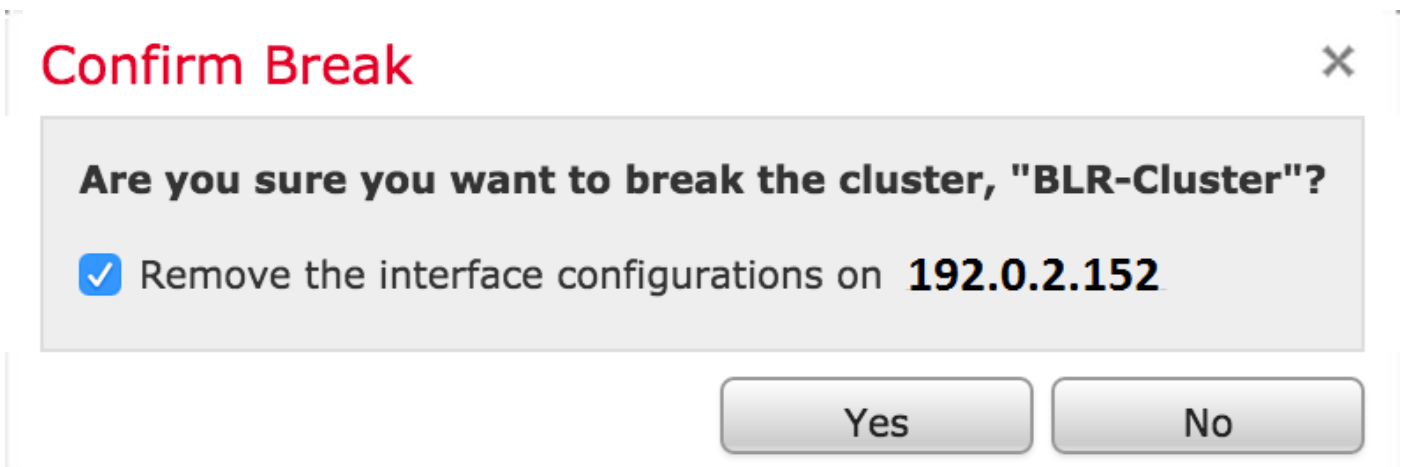 Confirm Break
Are you sure you want to break the cluster, "BLR-Cluster"?
Remove the interface configurations on 192.0.2.152
Yes
No